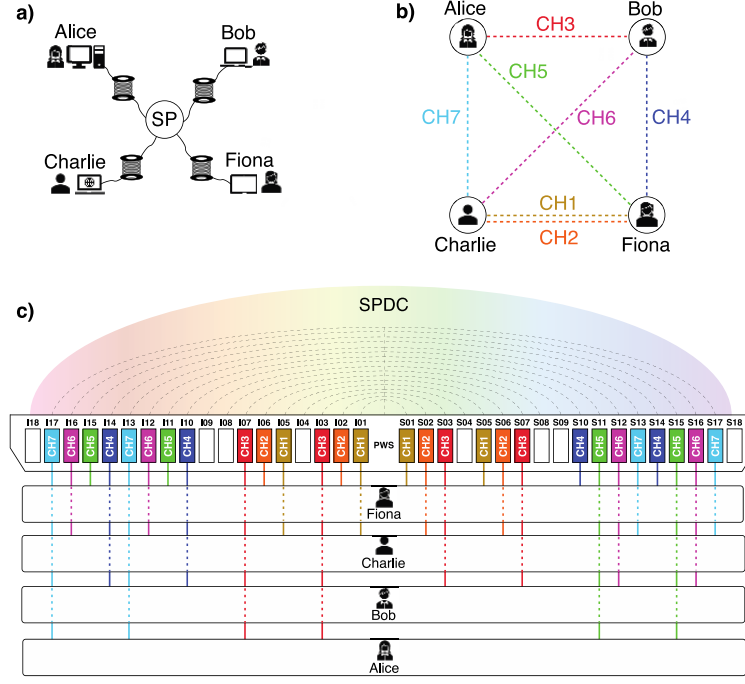 a)
Alice
Bob
SP
Charlie
Fiona
b)
Alice
Bob
CH3
CH5
CH7
CH6
CH4
CH1
CH2
Charlie
Fiona
c)
SPDC
I18 I17 I16 I15 I14 I13 I12 I11 I10 I09 I08 I07 I06 I05 I04 I03 I02 I01 S01 S02 S03 S04 S05 S06 S07 S08 S09 S10 S11 S12 S13 S14 S15 S16 S17 S18
CH7 CH6 CH5 CH4 CH7 CH6 CH5 CH4 CH3 CH2 CH1 CH3 CH2 CH1 PWS CH1 CH2 CH3 CH1 CH2 CH3 CH4 CH5 CH6 CH7 CH4 CH5 CH6 CH7
Fiona
Charlie
Bob
Alice